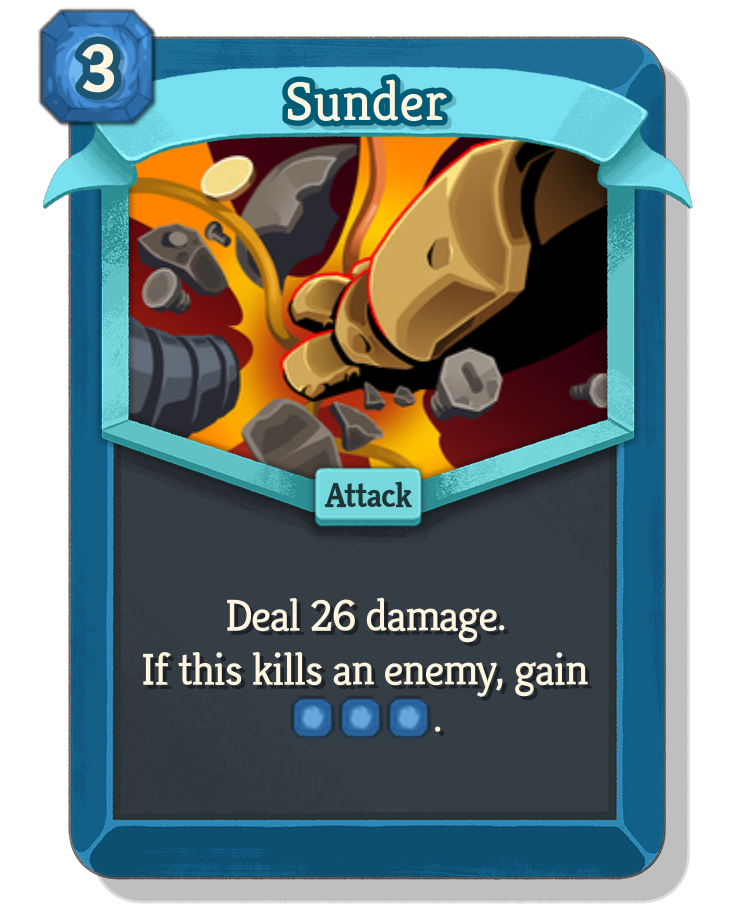 3
Sunder
Attack
Deal 26 damage.
If this kills an enemy, gain
.